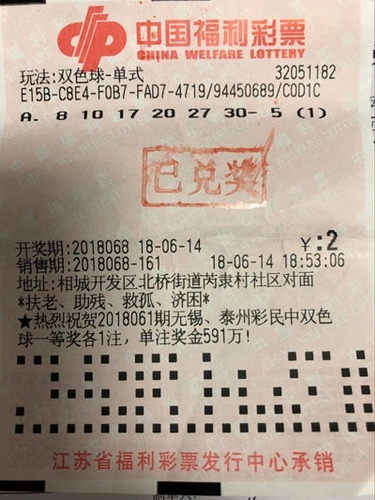 中国福利彩票
CHINA WELFARE LOTTERY
玩法:双色球-单式 32051182
E15B-C8E4-F0B7-FAD7-4719/94450689/C0D1C
A. 8 10 17 20 27 30- 5 (1)
已兑奖
开奖期:2018068 18-06-14 ¥:2
销售期:2018068-161 18-06-14 18:53:06
地址:相城开发区北桥街道芮埭村社区对面
*扶老、助残、救孤、济困*
★热烈祝贺2018061期无锡、泰州彩民中双色
球一等奖各1注,单注奖金591万!
江苏省福利彩票发行中心承销